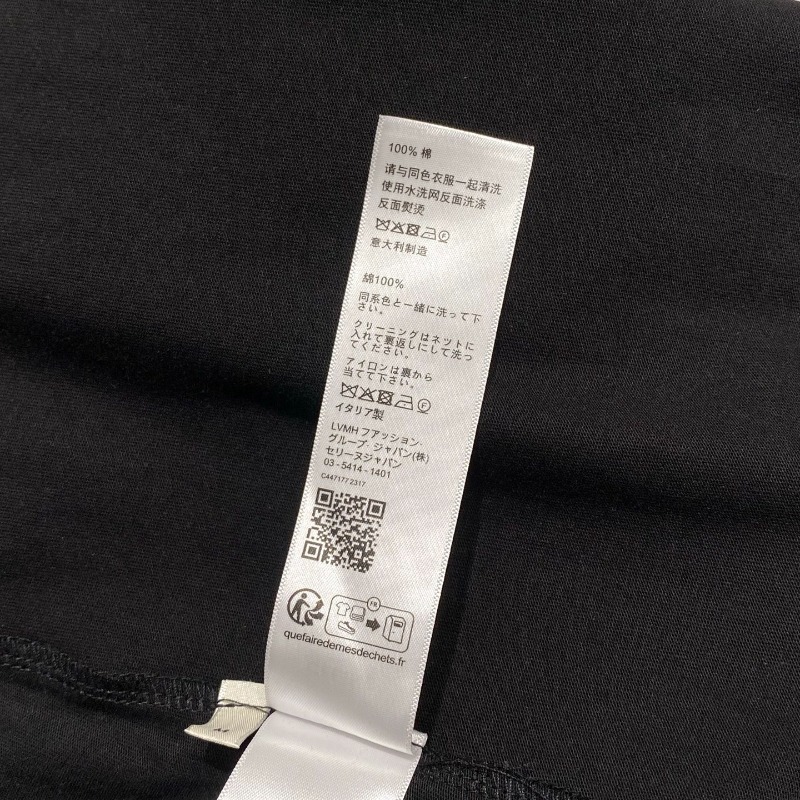 100% 棉
请与同色衣服一起清洗
使用水洗网反面洗涤
反面熨烫
F
意大利制造
綿100%
同系色と一緒に洗って下
さい。
クリーニングはネットに
入れて裏返しにして洗っ
てください。
アイロンは裏から
当てて下さい。
F
イタリア製
LVMH ファッション.
グループ. ジャパン(株)
セリーヌジャパン
03-5414-1401
C4471772317
FR
quefairedemesdechets.fr